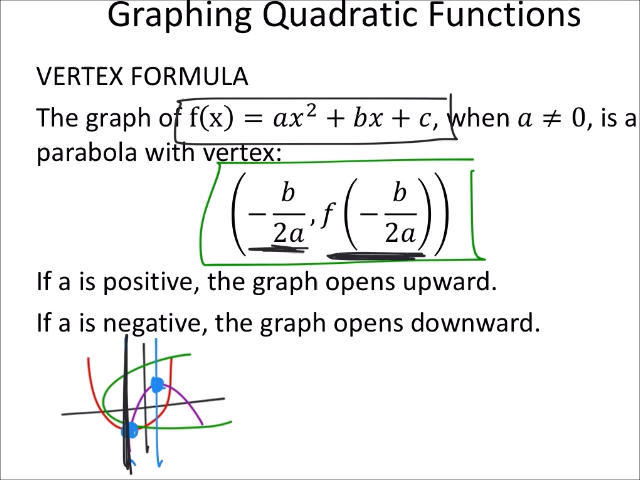 Graphing Quadratic Functions
VERTEX FORMULA
The graph of f(x) = ax² + bx + c, when a ≠ 0, is a
parabola with vertex:
(−b/2a, f(−b/2a))
If a is positive, the graph opens upward.
If a is negative, the graph opens downward.